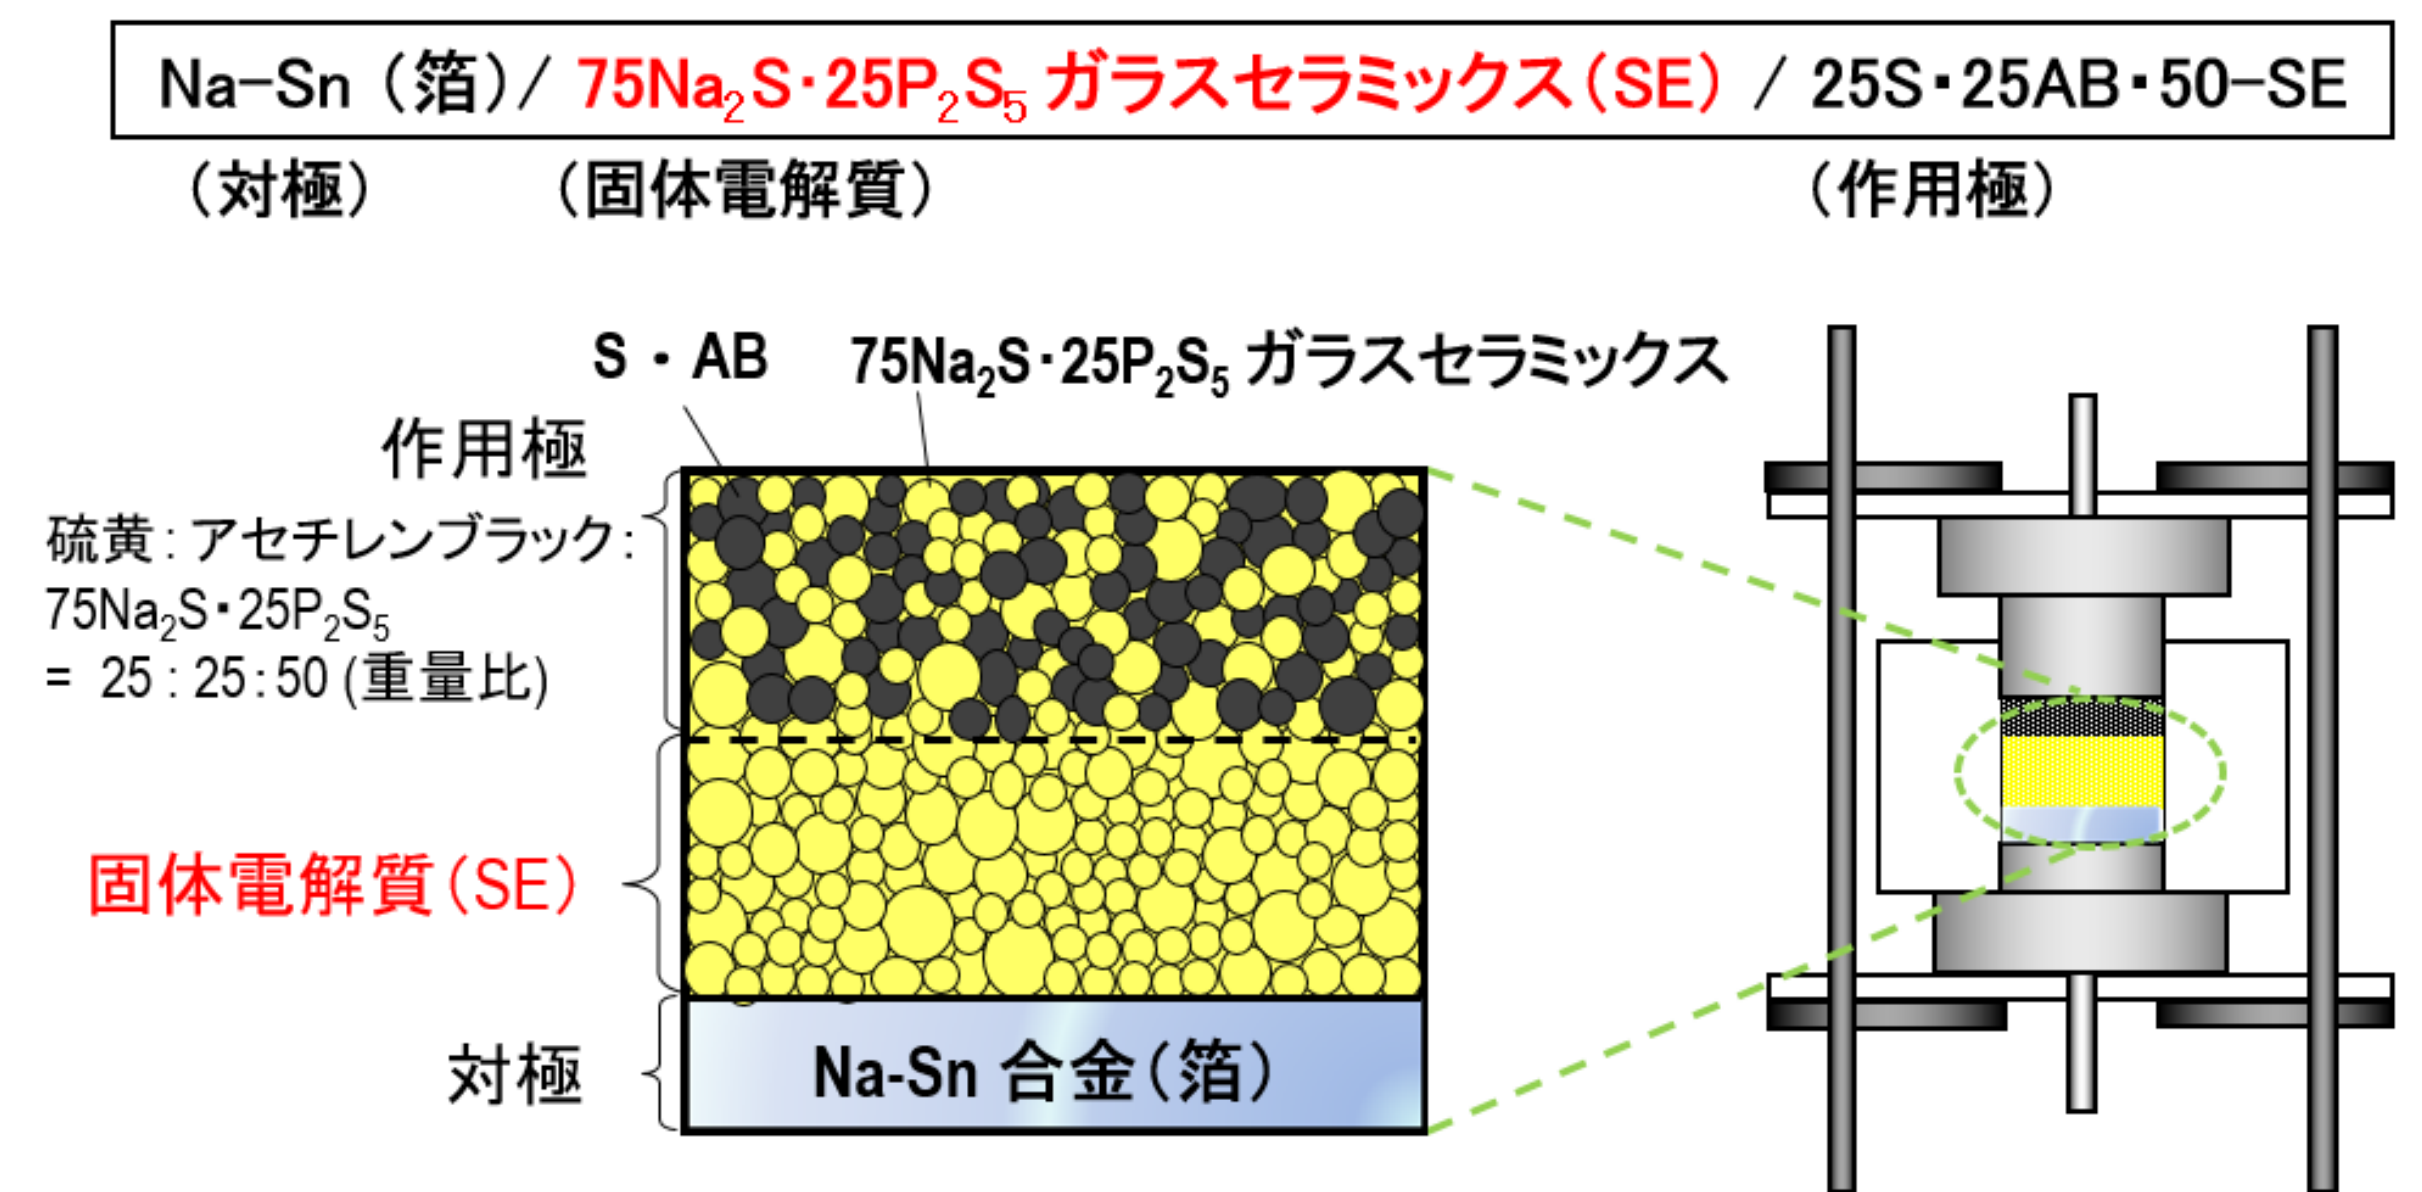 Na-Sn (箔)/ 75Na₂S・25P₂S₅ ガラスセラミックス(SE) / 25S・25AB・50-SE
(対極) (固体電解質) (作用極)
S ・ AB 75Na₂S・25P₂S₅ ガラスセラミックス
作用極
硫黄:アセチレンブラック:
75Na₂S・25P₂S₅
= 25 : 25 : 50 (重量比)
固体電解質(SE)
対極
Na-Sn 合金(箔)